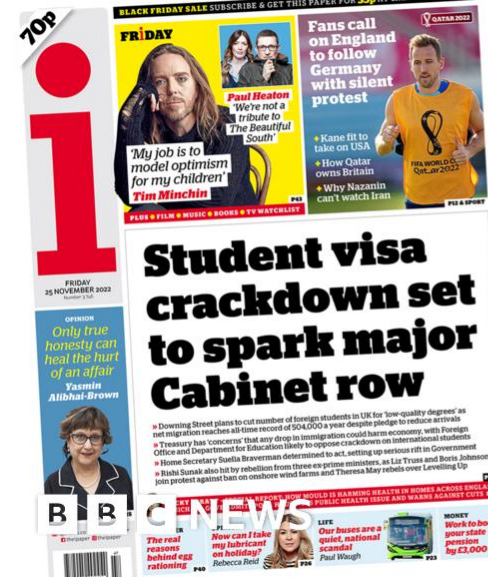 BLACK FRIDAY SALE SUBSCRIBE & GET THIS PAPER FOR
70p
i
FRiDAY
Paul Heaton
'We're not a
tribute to
The Beautiful
South'
'My job is to
model optimism
for my children'
Tim Minchin
P43
PLUS • FILM • MUSIC • BOOKS • TV WATCHLIST
QATAR2022
Fans call
on England
to follow
Germany
with silent
protest
+ Kane fit to
take on USA
+ How Qatar
owns Britain
+ Why Nazanin
can't watch Iran
FIFA WORLD C
P12 & SPORT
FRIDAY
25 NOVEMBER 2022
OPINION
Only true
honesty can
heal the hurt
of an affair
Yasmin
Alibhai-Brown
Student visa
crackdown set
to spark major
Cabinet row
» Downing Street plans to cut number of foreign students in UK for 'low-quality degrees' as
net migration reaches all-time record of 504,000 a year despite pledge to reduce arrivals
» Treasury has 'concerns' that any drop in immigration could harm economy, with Foreign
Office and Department for Education likely to oppose crackdown on international students
» Home Secretary Suella Braverman determined to act, setting up serious rift in Government
» Rishi Sunak also hit by rebellion from three ex-prime ministers, as Liz Truss and Boris Johnson
join protest against ban on onshore wind farms and Theresa May rebels over Levelling Up
REPORT, HOW MOULD IS HARMING HEALTH IN HOMES ACROSS
PUBLIC HEALTH ISSUE AND WARNS AGAINST CUTS
BBC NEWS
The real
reasons
behind egg
rationing
P40
Now can I take
my lubricant
on holiday?
Rebecca Reid
P26
LIFE
Our buses are a
quiet, national
scandal
Paul Waugh
P23
MONEY
Work to bo
your state
pension
by £3,000